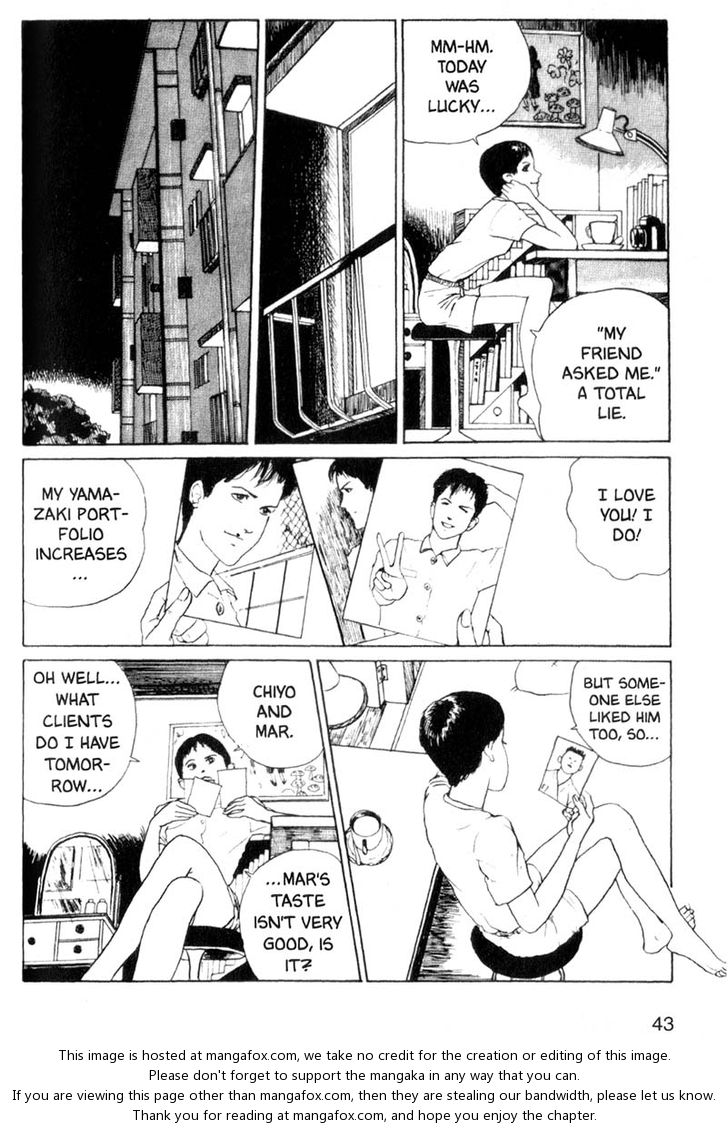 MM-HM.
TODAY
WAS
LUCKY...
"MY
FRIEND
ASKED ME."
A TOTAL
LIE.
MY YAMA-
ZAKI PORT-
FOLIO
INCREASES
...
I LOVE
YOU! I
DO!
OH WELL...
WHAT
CLIENTS
DO I HAVE
TOMOR-
ROW...
CHIYO
AND
MAR.
...MAR'S
TASTE
ISN'T VERY
GOOD, IS
IT?
BUT SOME-
ONE ELSE
LIKED HIM
TOO, SO...
43
This image is hosted at mangafox.com, we take no credit for the creation or editing of this image.
Please don't forget to support the mangaka in any way that you can.
If you are viewing this page other than mangafox.com, then they are stealing our bandwidth, please let us know.
Thank you for reading at mangafox.com, and hope you enjoy the chapter.